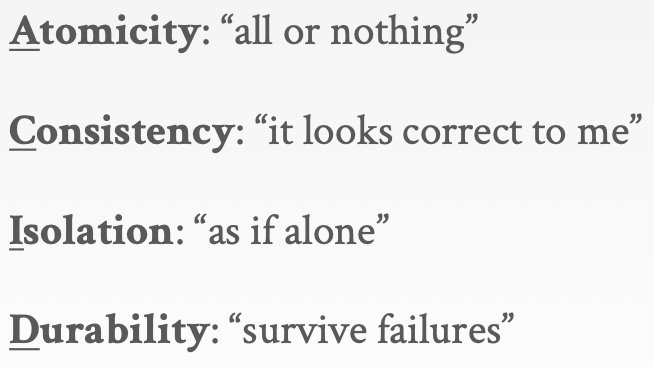 Atomicity: “all or nothing”
Consistency: “it looks correct to me”
Isolation: “as if alone”
Durability: “survive failures”